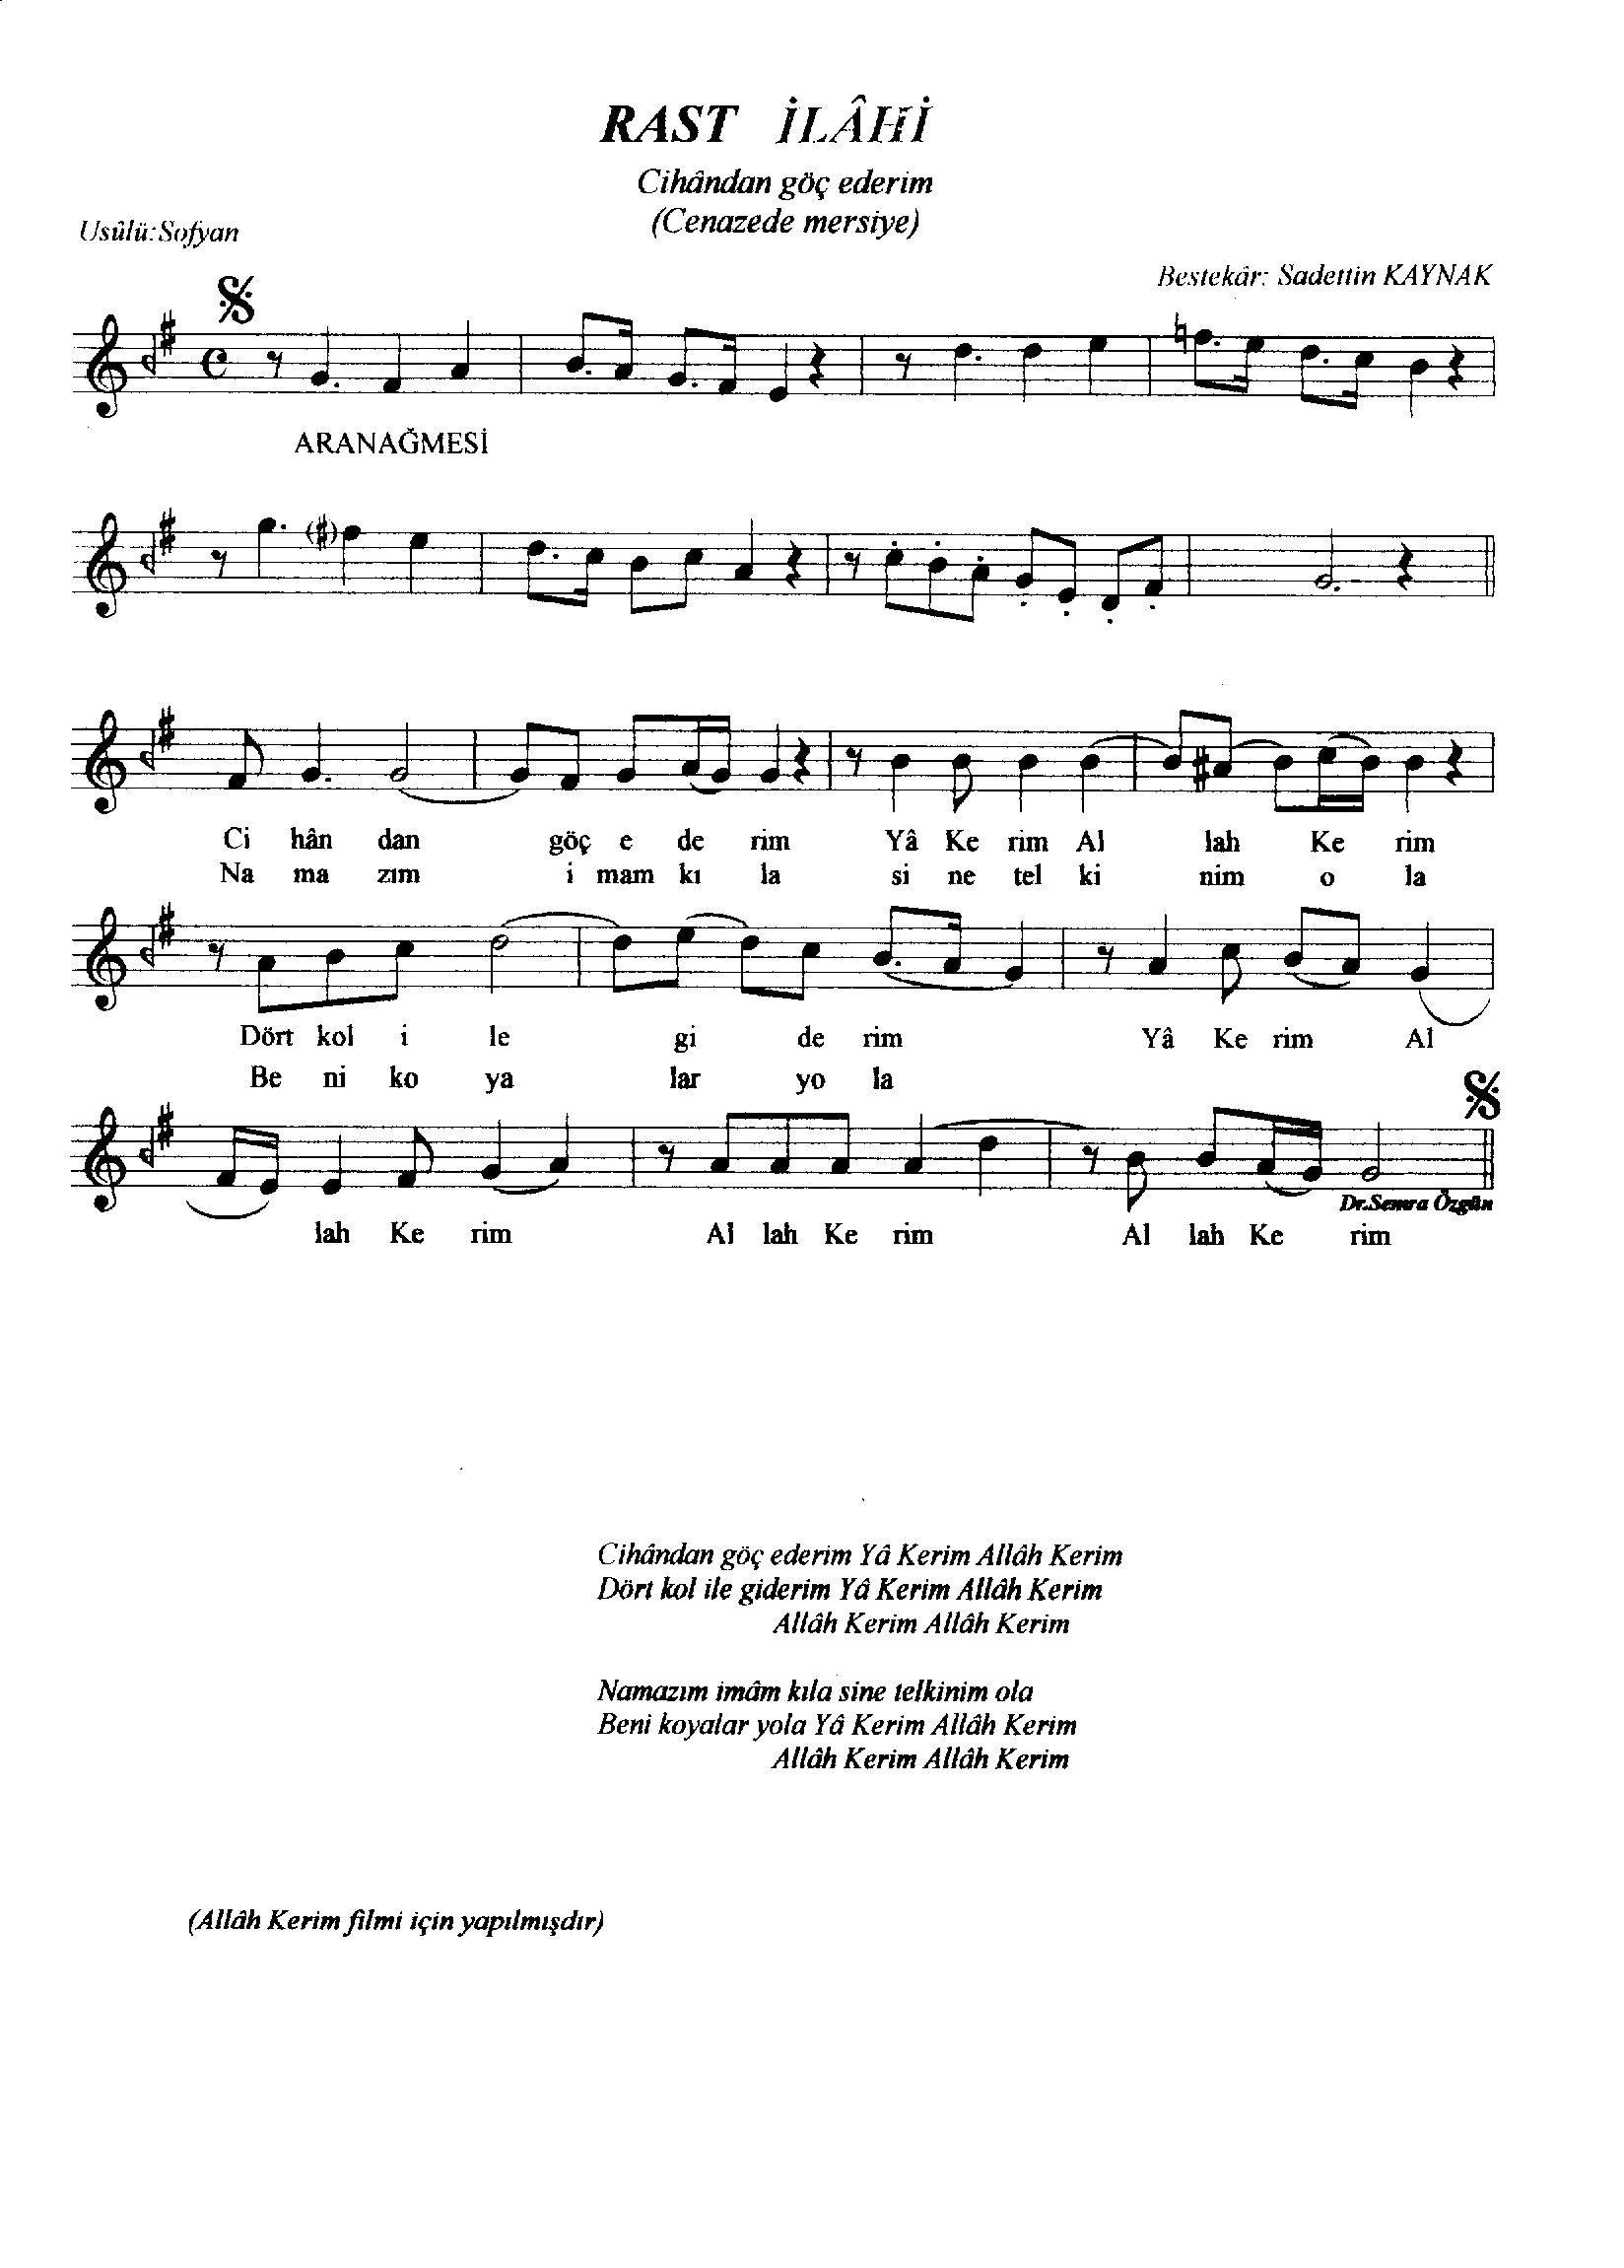 RAST İLÂHİ
Cihândan göç ederim
(Cenazede mersiye)
Usûlü:Sofyan
Bestekâr: Sadettin KAYNAK
ARANAĞMESİ
Ci hân dan göç e de rim Yâ Ke rim Al lah Ke rim
Na ma zım i mam kı la si ne tel ki nim o la
Dört kol i le gi de rim Yâ Ke rim Al
Be ni ko ya lar yo la
Dr.Semra Özgün
lah Ke rim Al lah Ke rim Al lah Ke rim
Cihândan göç ederim Yâ Kerim Allâh Kerim
Dört kol ile giderim Yâ Kerim Allâh Kerim
Allâh Kerim Allâh Kerim
Namazım imâm kıla sine telkinim ola
Beni koyalar yola Yâ Kerim Allâh Kerim
Allâh Kerim Allâh Kerim
(Allâh Kerim filmi için yapılmışdır)